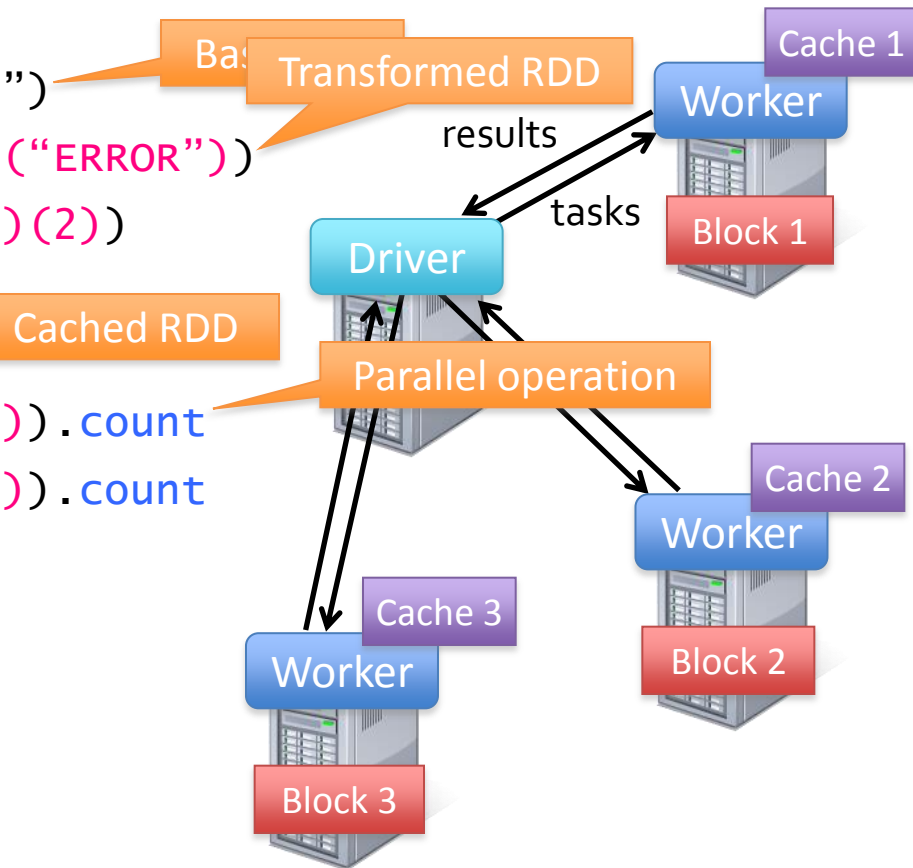 Cache 1
Bas
Transformed RDD
")
Worker
results
("ERROR"))
tasks
)(2))
Block 1
Driver
Cached RDD
Parallel operation
)).count
Cache 2
)).count
Worker
Cache 3
Block 2
Worker
Block 3